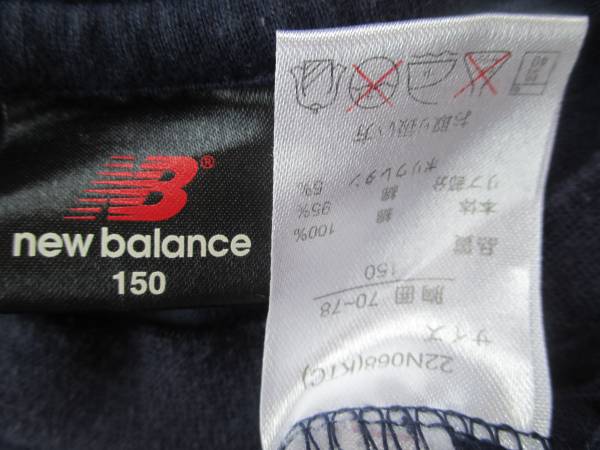 NB®
new balance
150
22N068(KTC)
サイズ
胸囲 70~78
150
品質
本体 綿 100%
リブ部分 綿 95%
ポリウレタン 5%
お取り扱い方